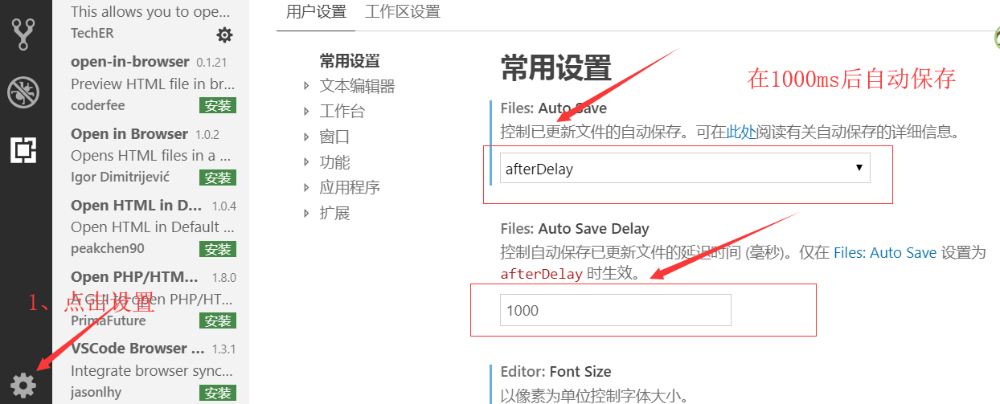 This allows you to ope...
TechER
open-in-browser 0.1.21
Preview HTML file in br...
coderfee 安装
Open in Browser 1.0.2
Opens HTML files in a ...
Igor Dimitrijević 安装
Open HTML in D... 1.0.4
Open HTML in Default ...
peakchen90 安装
Open PHP/HTM... 1.8.0
A GUI to open PHP/HT...
1、点击设置
PrimaFuture 安装
VSCode Browser ... 1.3.1
Integrate browser sync...
jasonlhy 安装
用户设置 工作区设置
常用设置
文本编辑器
工作台
窗口
功能
应用程序
扩展
常用设置
在1000ms后自动保存
Files: Auto Save
控制已更新文件的自动保存。可在此处阅读有关自动保存的详细信息。
afterDelay
Files: Auto Save Delay
控制自动保存已更新文件的延迟时间 (毫秒)。仅在 Files: Auto Save 设置为
afterDelay 时生效。
1000
Editor: Font Size
以像素为单位控制字体大小。